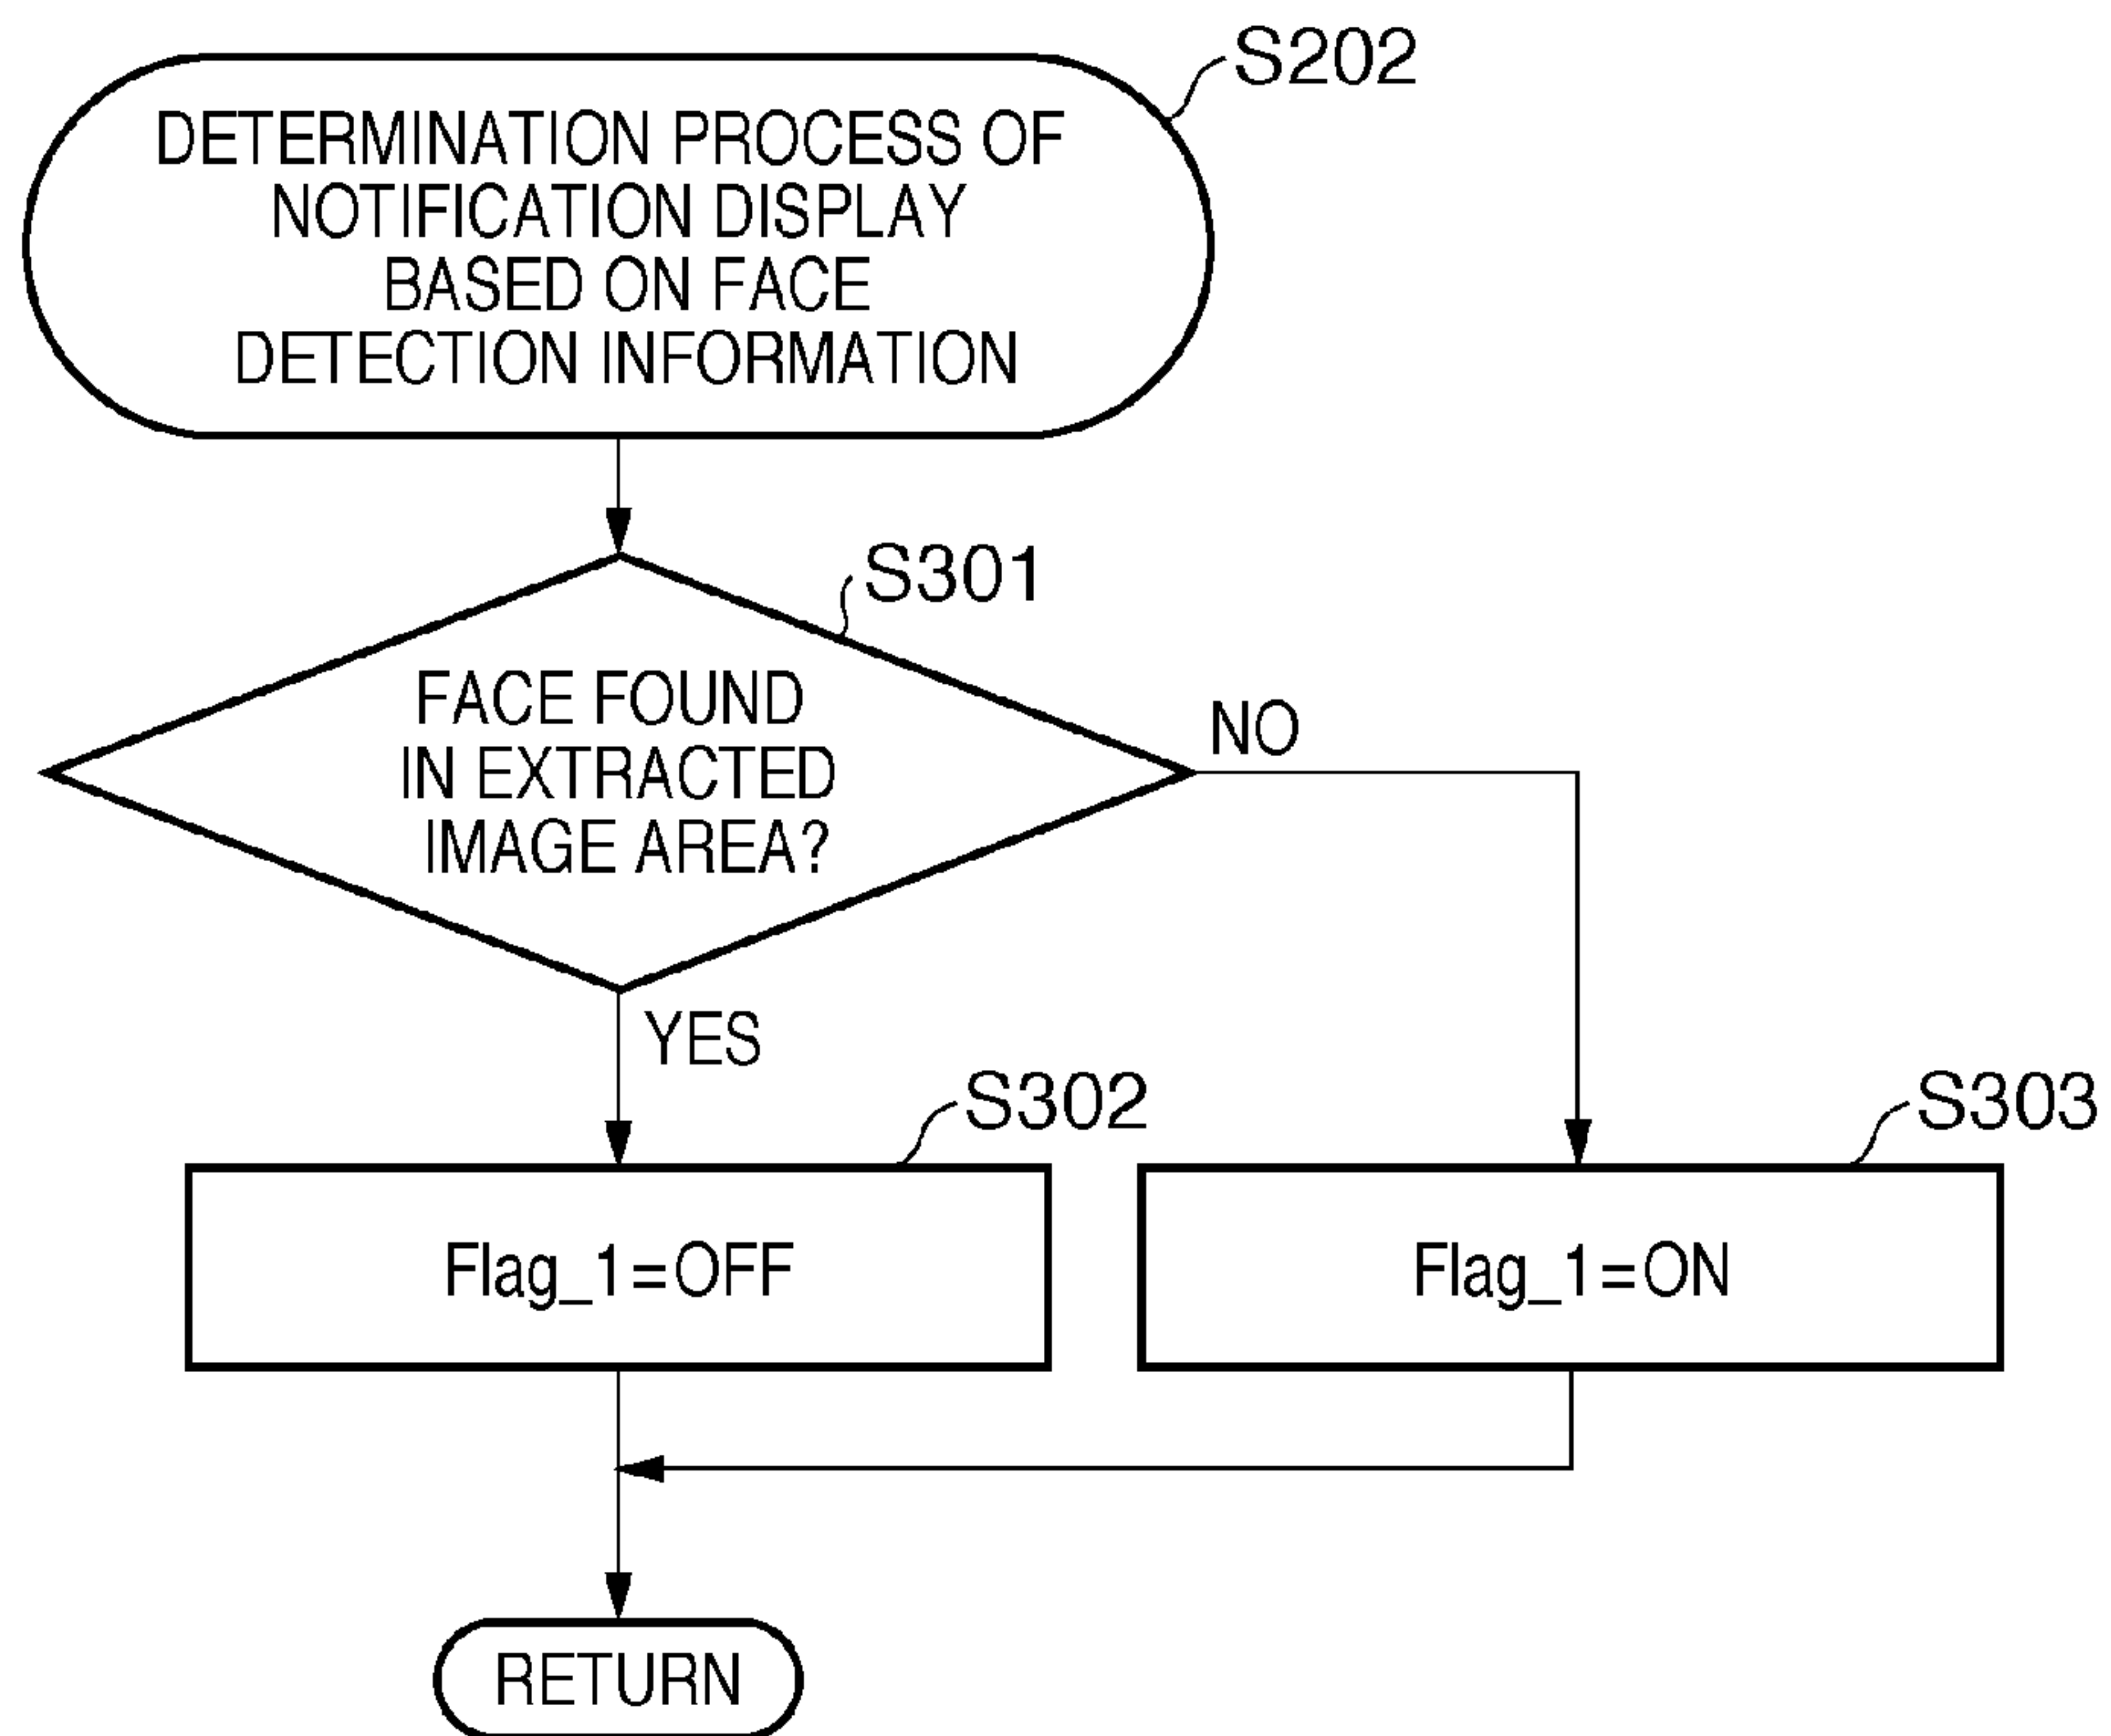 S202
DETERMINATION PROCESS OF
NOTIFICATION DISPLAY
BASED ON FACE
DETECTION INFORMATION
S301
FACE FOUND
IN EXTRACTED
IMAGE AREA?
NO
YES
S302
S303
Flag_1=OFF
Flag_1=ON
RETURN